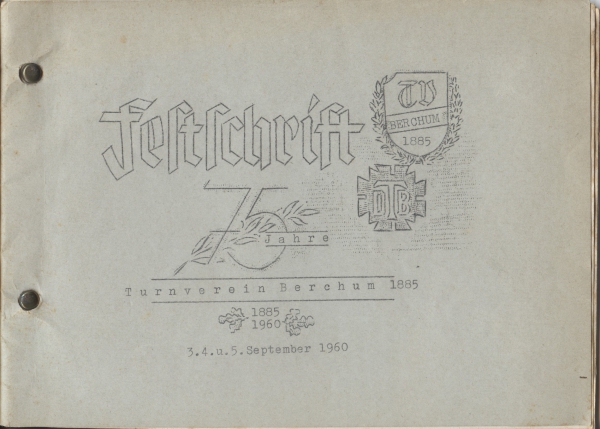 Festschrift
TV
BERCHUM
1885
DTB
75
Jahre
Turnverein Berchum 1885
1885
1960
3.4.u.5.September 1960